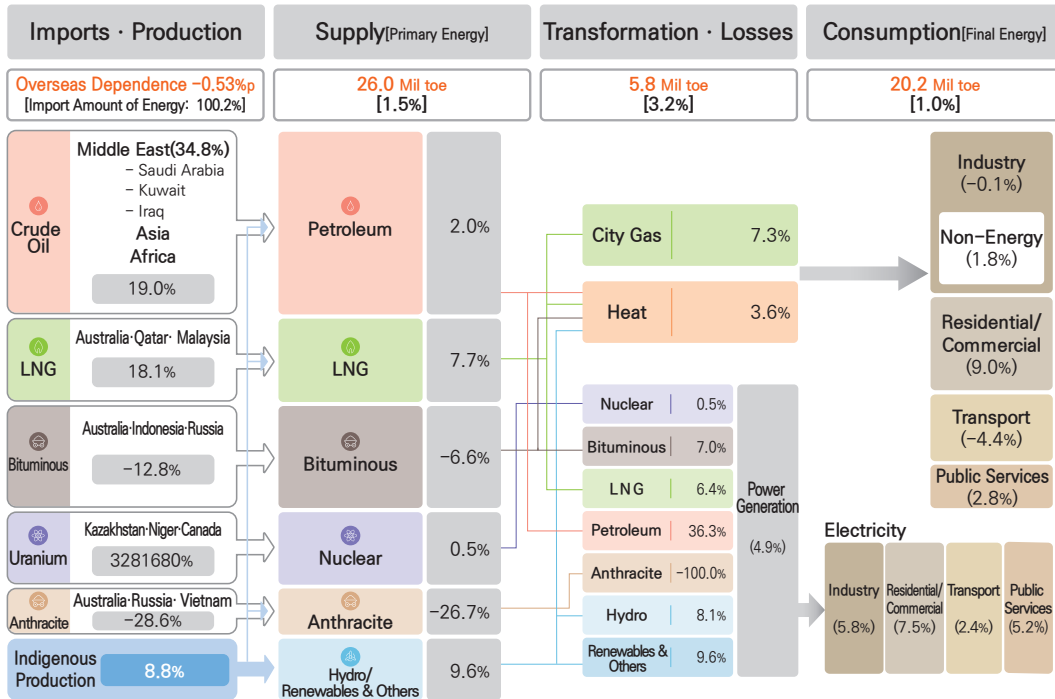 Imports · Production
Supply[Primary Energy]
Transformation · Losses
Consumption[Final Energy]
Overseas Dependence -0.53%p
[Import Amount of Energy: 100.2%]
26.0 Mil toe
[1.5%]
5.8 Mil toe
[3.2%]
20.2 Mil toe
[1.0%]
Crude
Oil
Middle East(34.8%)
- Saudi Arabia
- Kuwait
- Iraq
Asia
Africa
19.0%
LNG
Australia·Qatar· Malaysia
18.1%
Bituminous
Australia·Indonesia·Russia
-12.8%
Uranium
Kazakhstan·Niger·Canada
3281680%
Anthracite
Australia·Russia· Vietnam
-28.6%
Indigenous
Production
8.8%
Petroleum
2.0%
LNG
7.7%
Bituminous
-6.6%
Nuclear
0.5%
Anthracite
-26.7%
Hydro/
Renewables & Others
9.6%
City Gas
7.3%
Heat
3.6%
Nuclear
0.5%
Bituminous
7.0%
LNG
6.4%
Petroleum
36.3%
Anthracite
-100.0%
Hydro
8.1%
Renewables &
Others
9.6%
Power
Generation
(4.9%)
Industry
(-0.1%)
Non-Energy
(1.8%)
Residential/
Commercial
(9.0%)
Transport
(-4.4%)
Public Services
(2.8%)
Electricity
Industry
(5.8%)
Residential/
Commercial
(7.5%)
Transport
(2.4%)
Public
Services
(5.2%)